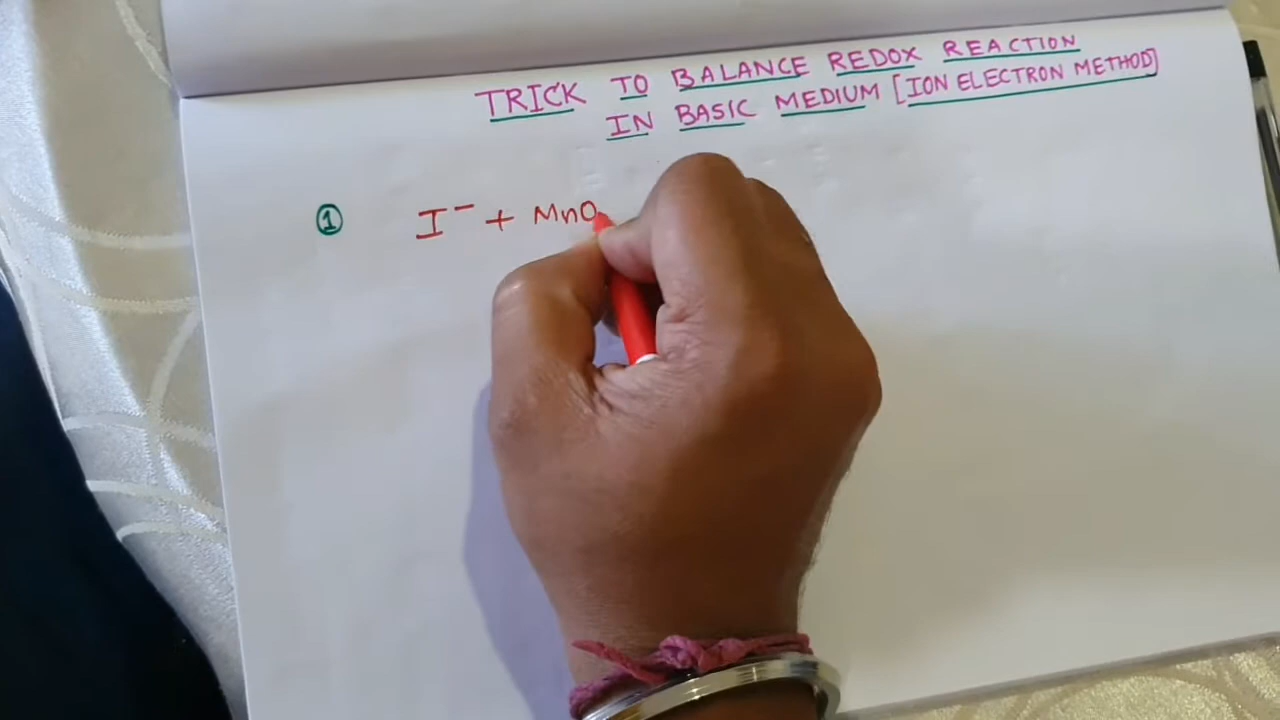 TRICK TO BALANCE REDOX REACTION
IN BASIC MEDIUM [ION ELECTRON METHOD]
① I⁻ + MnO